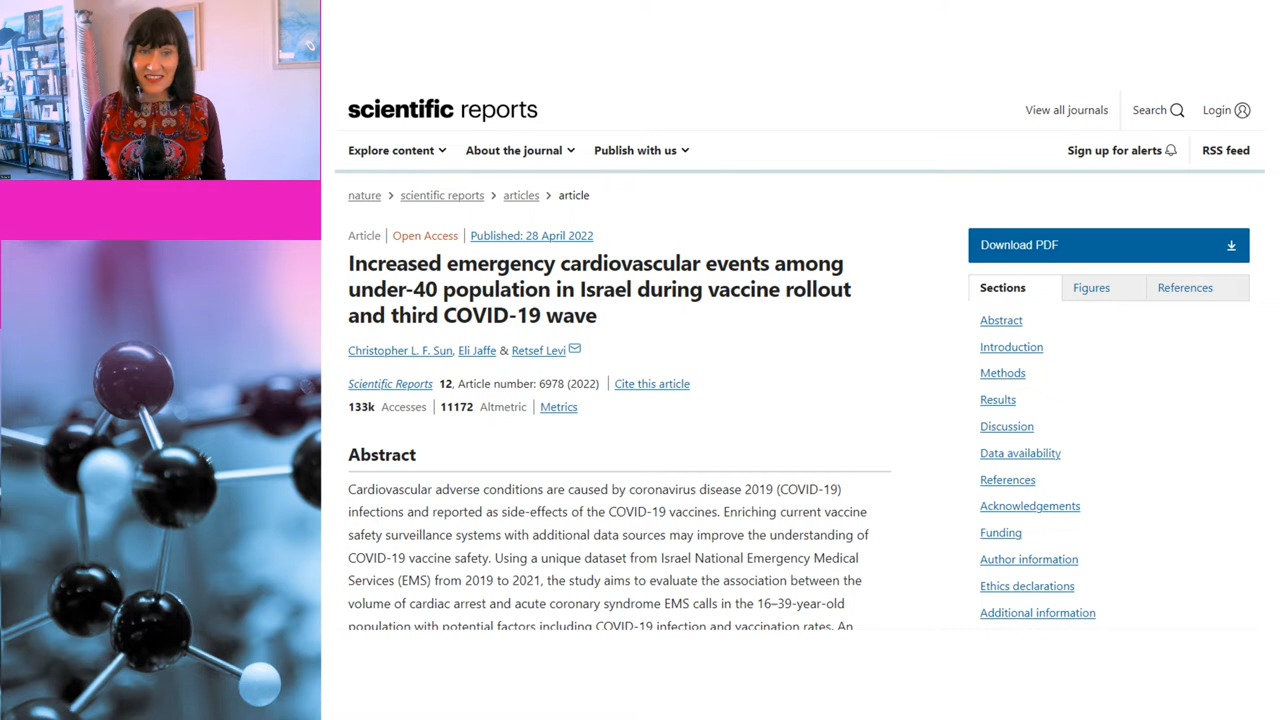 scientific reports
View all journals
Search
Login
Explore content
About the journal
Publish with us
Sign up for alerts
RSS feed
nature > scientific reports > articles > article
Article | Open Access | Published: 28 April 2022
Increased emergency cardiovascular events among
under-40 population in Israel during vaccine rollout
and third COVID-19 wave
Christopher L. F. Sun, Eli Jaffe & Retsef Levi
Scientific Reports 12, Article number: 6978 (2022) | Cite this article
133k Accesses | 11172 Altmetric | Metrics
Abstract
Cardiovascular adverse conditions are caused by coronavirus disease 2019 (COVID-19)
infections and reported as side-effects of the COVID-19 vaccines. Enriching current vaccine
safety surveillance systems with additional data sources may improve the understanding of
COVID-19 vaccine safety. Using a unique dataset from Israel National Emergency Medical
Services (EMS) from 2019 to 2021, the study aims to evaluate the association between the
volume of cardiac arrest and acute coronary syndrome EMS calls in the 16–39-year-old
population with potential factors including COVID-19 infection and vaccination rates. An
Download PDF
Sections
Figures
References
Abstract
Introduction
Methods
Results
Discussion
Data availability
References
Acknowledgements
Funding
Author information
Ethics declarations
Additional information